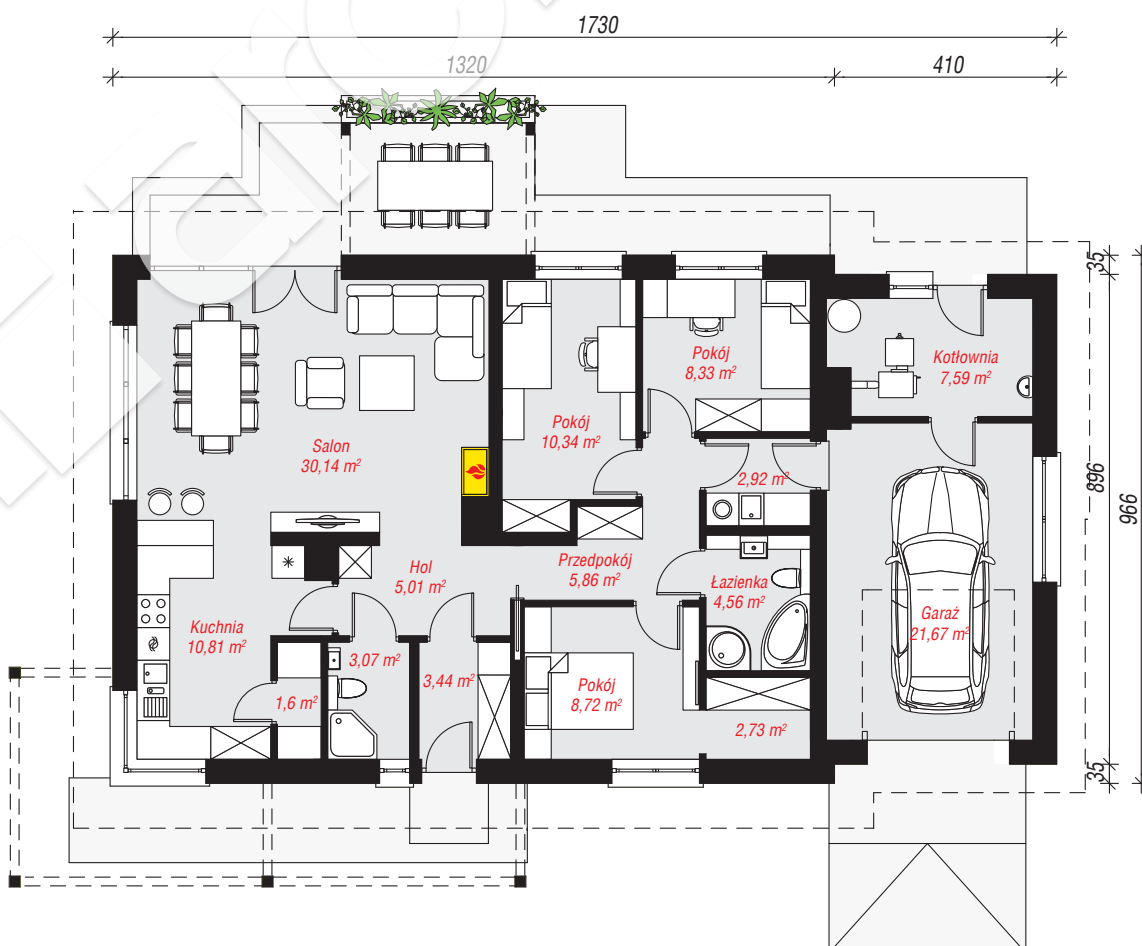 1730
1320
410
35
896
966
35
Salon
30,14 m²
Pokój
10,34 m²
Pokój
8,33 m²
Kotłownia
7,59 m²
2,92 m²
Hol
5,01 m²
Przedpokój
5,86 m²
Łazienka
4,56 m²
Garaż
21,67 m²
Kuchnia
10,81 m²
1,6 m²
3,07 m²
3,44 m²
Pokój
8,72 m²
2,73 m²